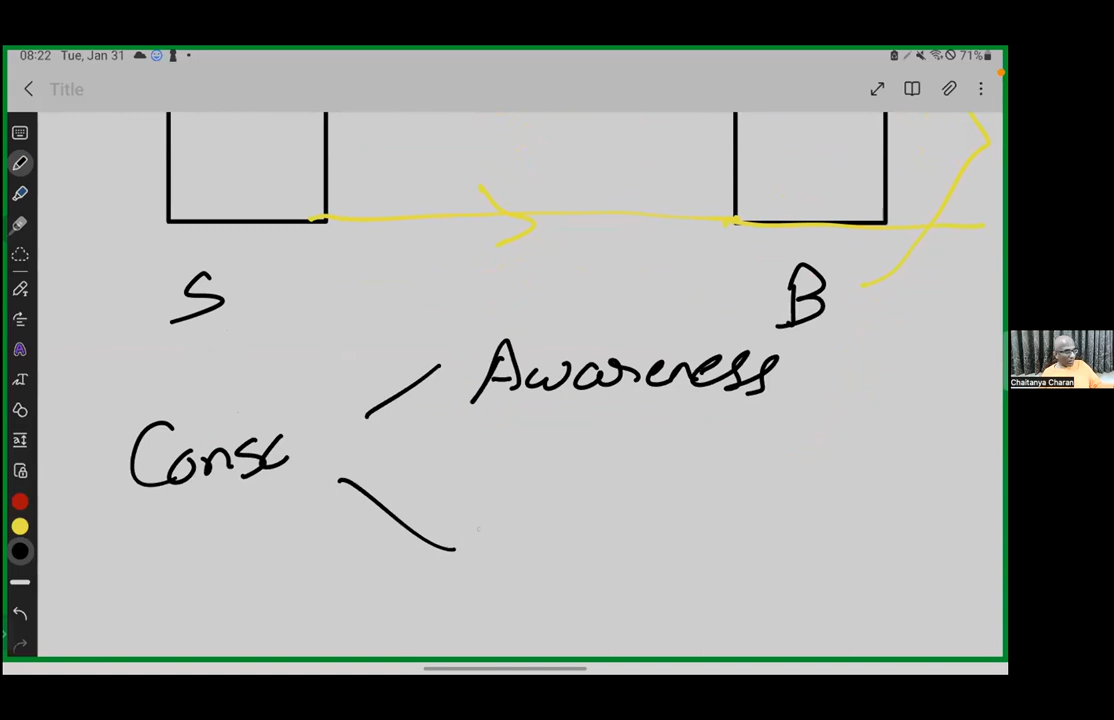 08:22 Tue, Jan 31 71%
Title
S
B
Awareness
Consc
Chaitanya Charan